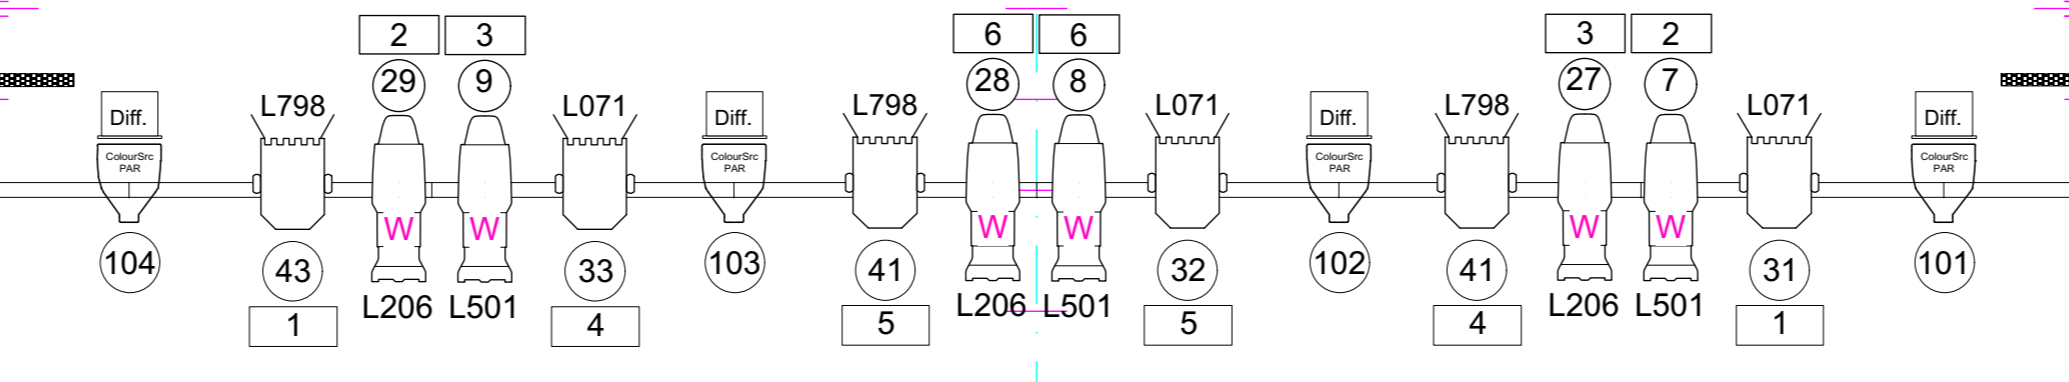 2 3 6 6 3 2
29 9 28 8 27 7
Diff. L798 L071 Diff. L798 L071 Diff. L798 L071 Diff.
ColourSrc ColourSrc ColourSrc ColourSrc
PAR PAR PAR PAR
W W W W W W
104 43 33 103 41 32 102 41 31 101
L206 L501 L206 L501 L206 L501
1 4 5 5 4 1